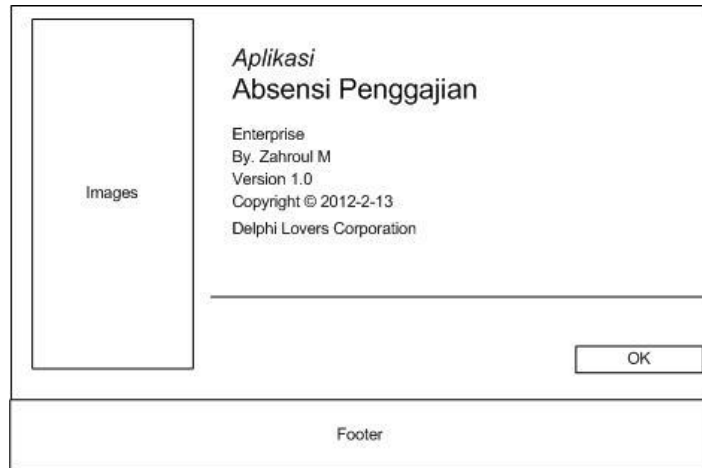 Images
Aplikasi
Absensi Penggajian
Enterprise
By. Zahroul M
Version 1.0
Copyright © 2012-2-13
Delphi Lovers Corporation
OK
Footer